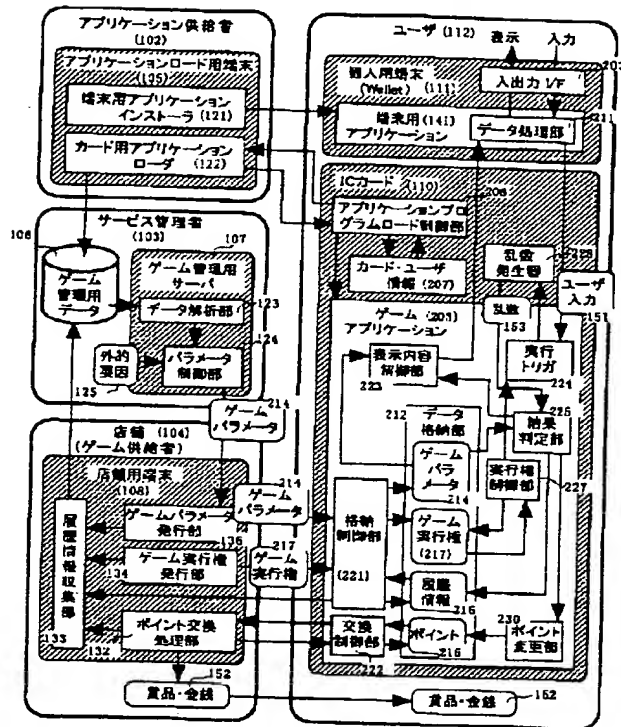 アプリケーション供給者
(102)
アプリケーションロード用端末
(105)
端末用アプリケーション
インストーラ (121)
カード用アプリケーション
ローダ (122)
サービス管理者
(103)
106
107
ゲーム
管理用
データ
ゲーム管理用
サーバ
123
データ解析部
124
外的
要因
125
パラメータ
制御部
214
ゲーム
パラメータ
店舗 (104)
(ゲーム供給者)
店舗用端末
(108)
214
ゲーム
パラメータ
ゲームパラメータ
発行部
136
217
ゲーム実行権
発行部
134
ゲーム
実行権
履歴情報収集部
133
ポイント交換
処理部
132
152
賞品・金銭
ユーザ (112)
表示
入力
203
個人用端末
(Wallet) (111)
入出力 I/F
端末用 (141)
アプリケーション
211
データ処理部
ICカード (110)
206
アプリケーションプロ
グラムロード制御部
カード・ユーザ
情報 (207)
乱数
発生器
ユーザ
入力
151
ゲーム (205)
アプリケーション
乱数
153
表示内容
制御部
223
実行
トリガ
224
212
データ
格納部
225
結果
判定部
ゲーム
パラ
メータ
214
実行権
制御部
227
格納
制御部
(221)
ゲーム
実行権
(217)
履歴
情報
216
230
交換
制御部
222
ポイント
215
ポイント
変更部
賞品・金銭
152